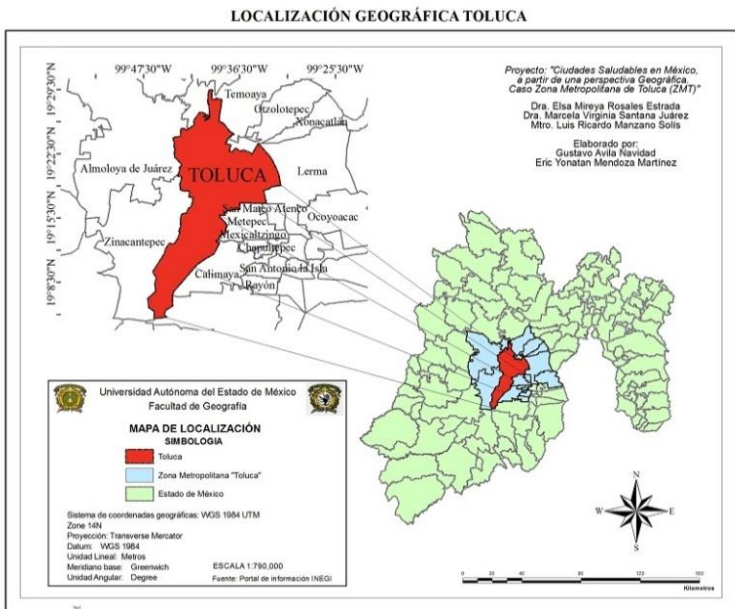 LOCALIZACIÓN GEOGRÁFICA TOLUCA
99°47'30"W
99°36'30"W
99°25'30"W
19°29'30"N
19°22'30"N
19°15'30"N
19°8'30"N
Temoaya
Otzolotepec
Xonacatlán
Almoloya de Juárez
TOLUCA
Lerma
San Mateo Atenco
Ocoyoacac
Metepec
Mexicaltzingo
Zinacantepec
Chapultepec
Calimaya
San Antonio la Isla
Rayón
Proyecto: "Ciudades Saludables en México,
a partir de una perspectiva Geográfica.
Caso Zona Metropolitana de Toluca (ZMT)"
Dra. Elsa Mireya Rosales Estrada
Dra. Marcela Virginia Santana Juárez
Mtro. Luis Ricardo Manzano Solís
Elaborado por:
Gustavo Avila Navidad
Eric Yonatan Mendoza Martínez
Universidad Autónoma del Estado de México
Facultad de Geografía
MAPA DE LOCALIZACIÓN
SIMBOLOGIA
Toluca
Zona Metropolitana "Toluca"
Estado de México
Sistema de coordenadas geográficas: WGS 1984 UTM
Zone 14N
Proyección: Transverse Mercator
Datum: WGS 1984
Unidad Lineal: Metros
Meridiano base: Greenwich
Unidad Angular: Degree
ESCALA 1:790,000
Fuente: Portal de información INEGI
N
W E
S
0 20 40 80 120 160
Kilometros